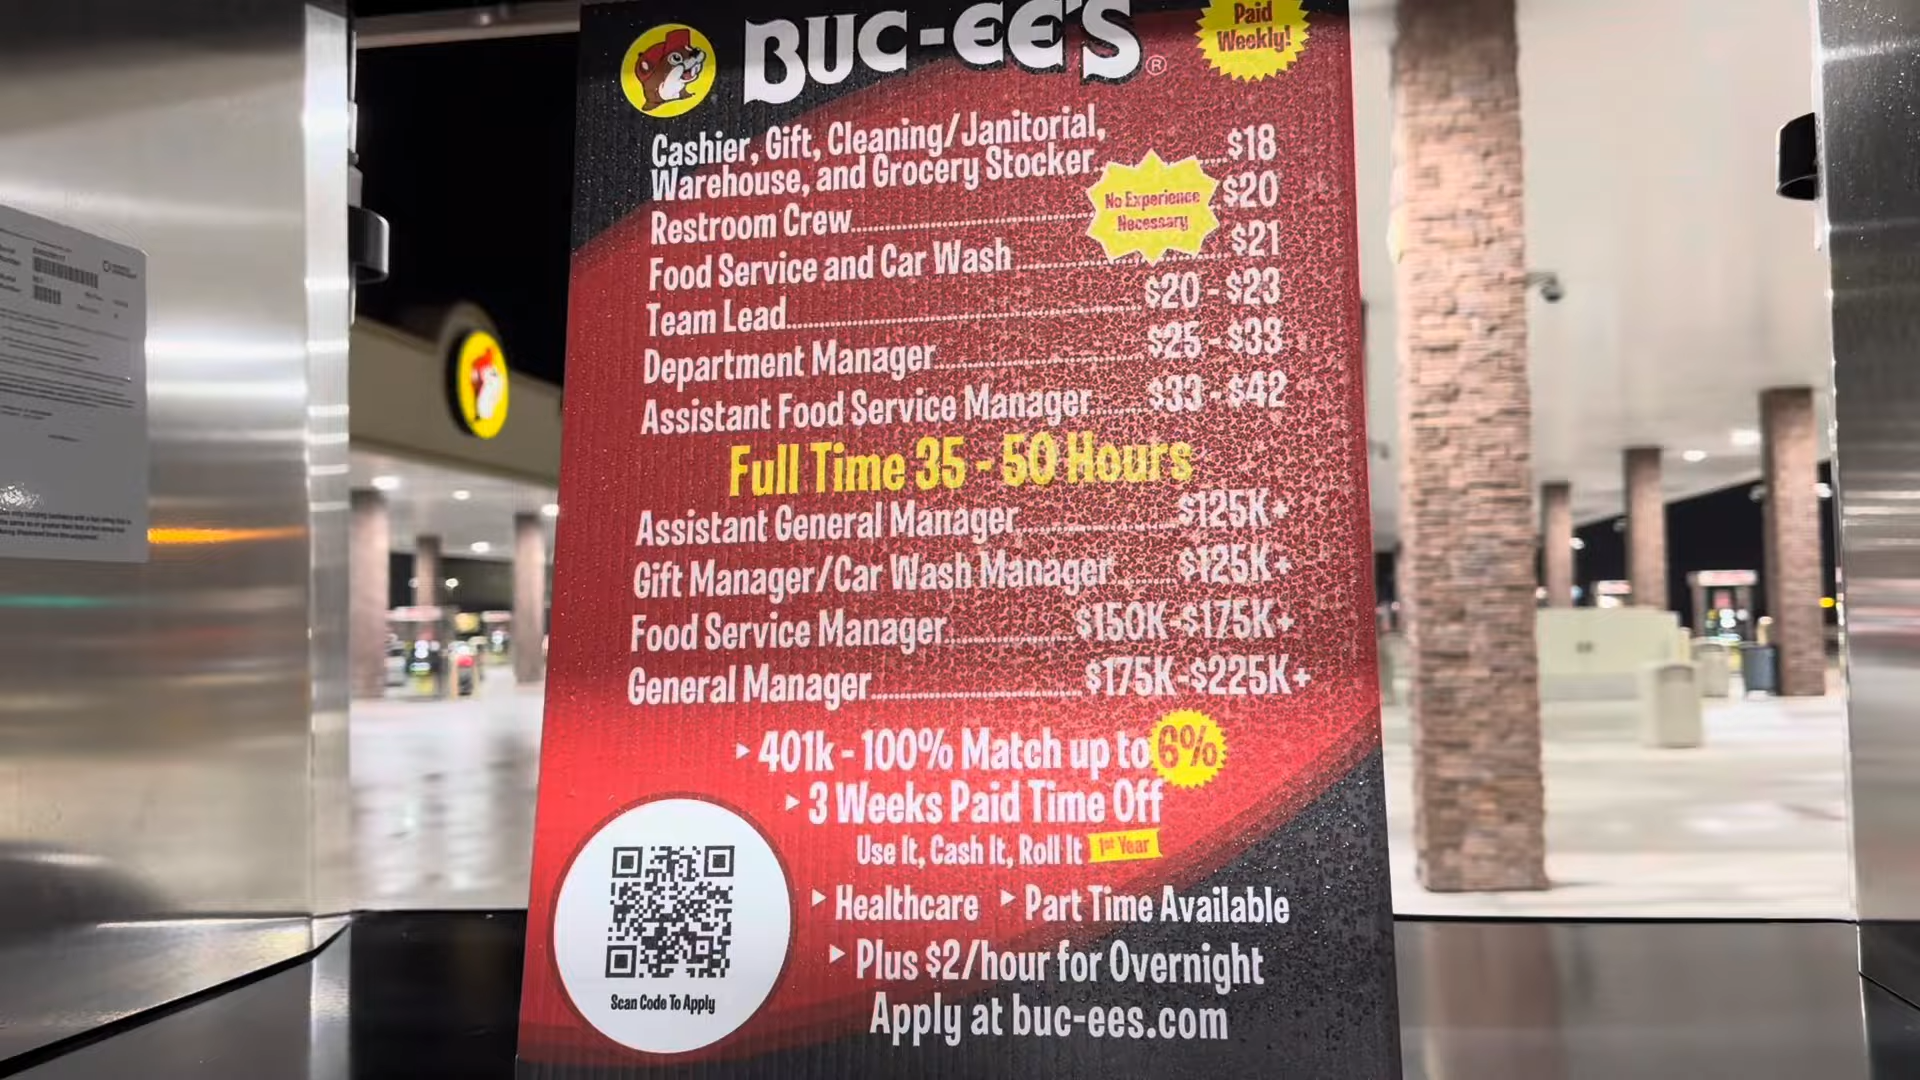 BUC-EE'S®
Paid
Weekly!
Cashier, Gift, Cleaning/Janitorial,
Warehouse, and Grocery Stocker.......$18
Restroom Crew..........$20
No Experience
Necessary
Food Service and Car Wash..........$21
Team Lead..........$20 - $23
Department Manager..........$25 - $33
Assistant Food Service Manager.......$33 - $42
Full Time 35 - 50 Hours
Assistant General Manager..........$125K+
Gift Manager/Car Wash Manager.......$125K+
Food Service Manager..........$150K-$175K+
General Manager..........$175K-$225K+
▸ 401k - 100% Match up to 6%
▸ 3 Weeks Paid Time Off
Use It, Cash It, Roll It 1st Year
▸ Healthcare ▸ Part Time Available
▸ Plus $2/hour for Overnight
Apply at buc-ees.com
Scan Code To Apply